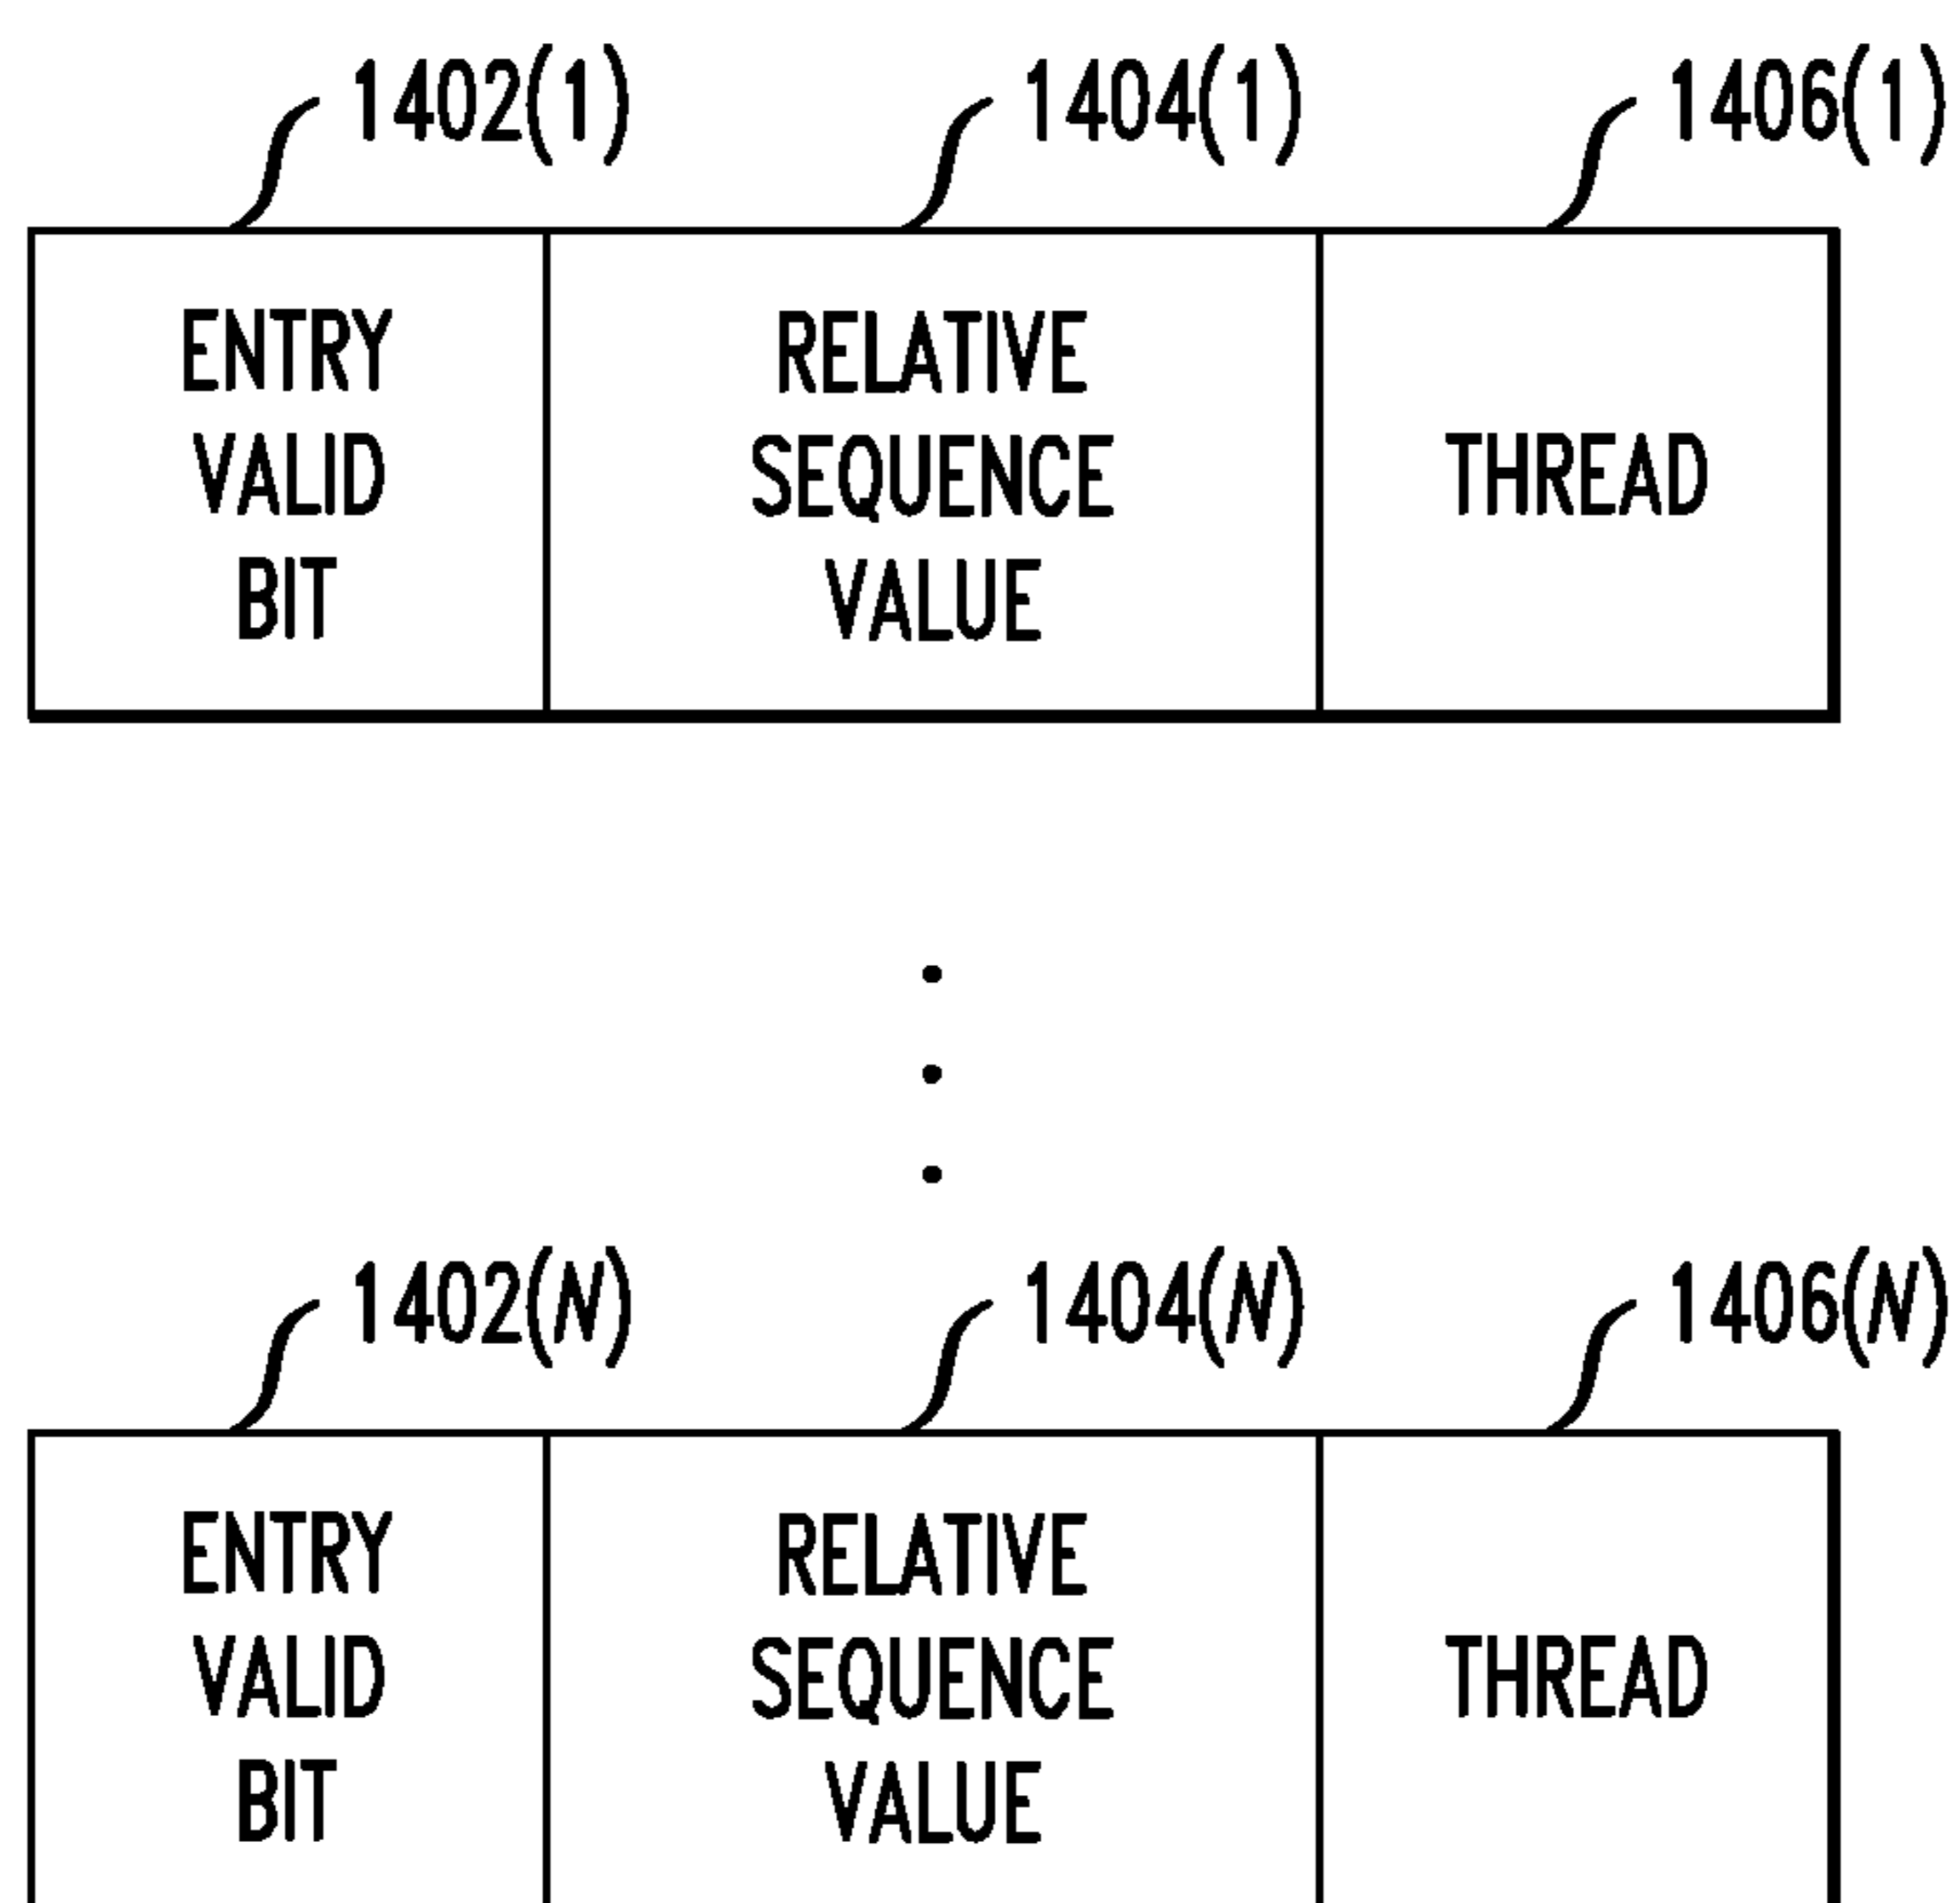 1402(1) 1404(1) 1406(1)
ENTRY
VALID
BIT
RELATIVE
SEQUENCE
VALUE
THREAD
1402(N) 1404(N) 1406(N)
ENTRY
VALID
BIT
RELATIVE
SEQUENCE
VALUE
THREAD